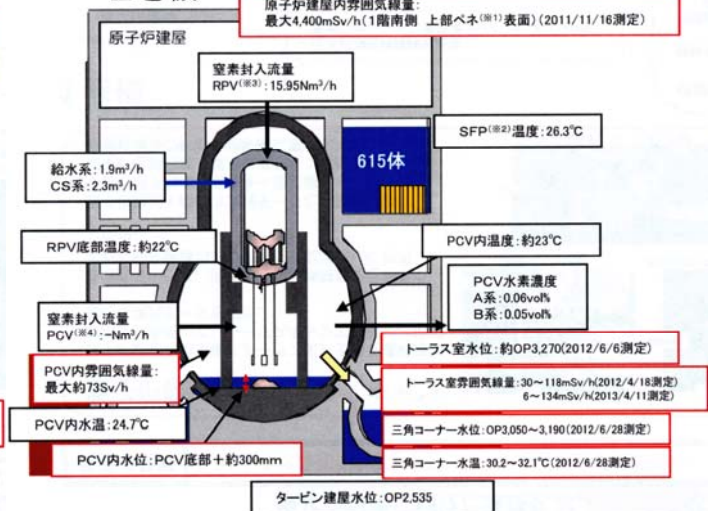 原子炉建屋内雰囲気線量:
最大4,400mSv/h(1階南側 上部ペネ(※1)表面)(2011/11/16測定)
原子炉建屋
窒素封入流量
RPV(※3):15.95Nm³/h
SFP(※2)温度:26.3℃
615体
給水系:1.9m³/h
CS系:2.3m³/h
RPV底部温度:約22℃
PCV内温度:約23℃
PCV水素濃度
A系:0.06vol%
B系:0.05vol%
窒素封入流量
PCV(※4):-Nm³/h
トーラス室水位:約OP3,270(2012/6/6測定)
PCV内雰囲気線量:
最大約73Sv/h
トーラス室雰囲気線量:30~118mSv/h(2012/4/18測定)
6~134mSv/h(2013/4/11測定)
PCV内水温:24.7℃
三角コーナー水位:OP3,050~3,190(2012/6/28測定)
PCV内水位:PCV底部+約300mm
三角コーナー水温:30.2~32.1℃(2012/6/28測定)
タービン建屋水位:OP2,535